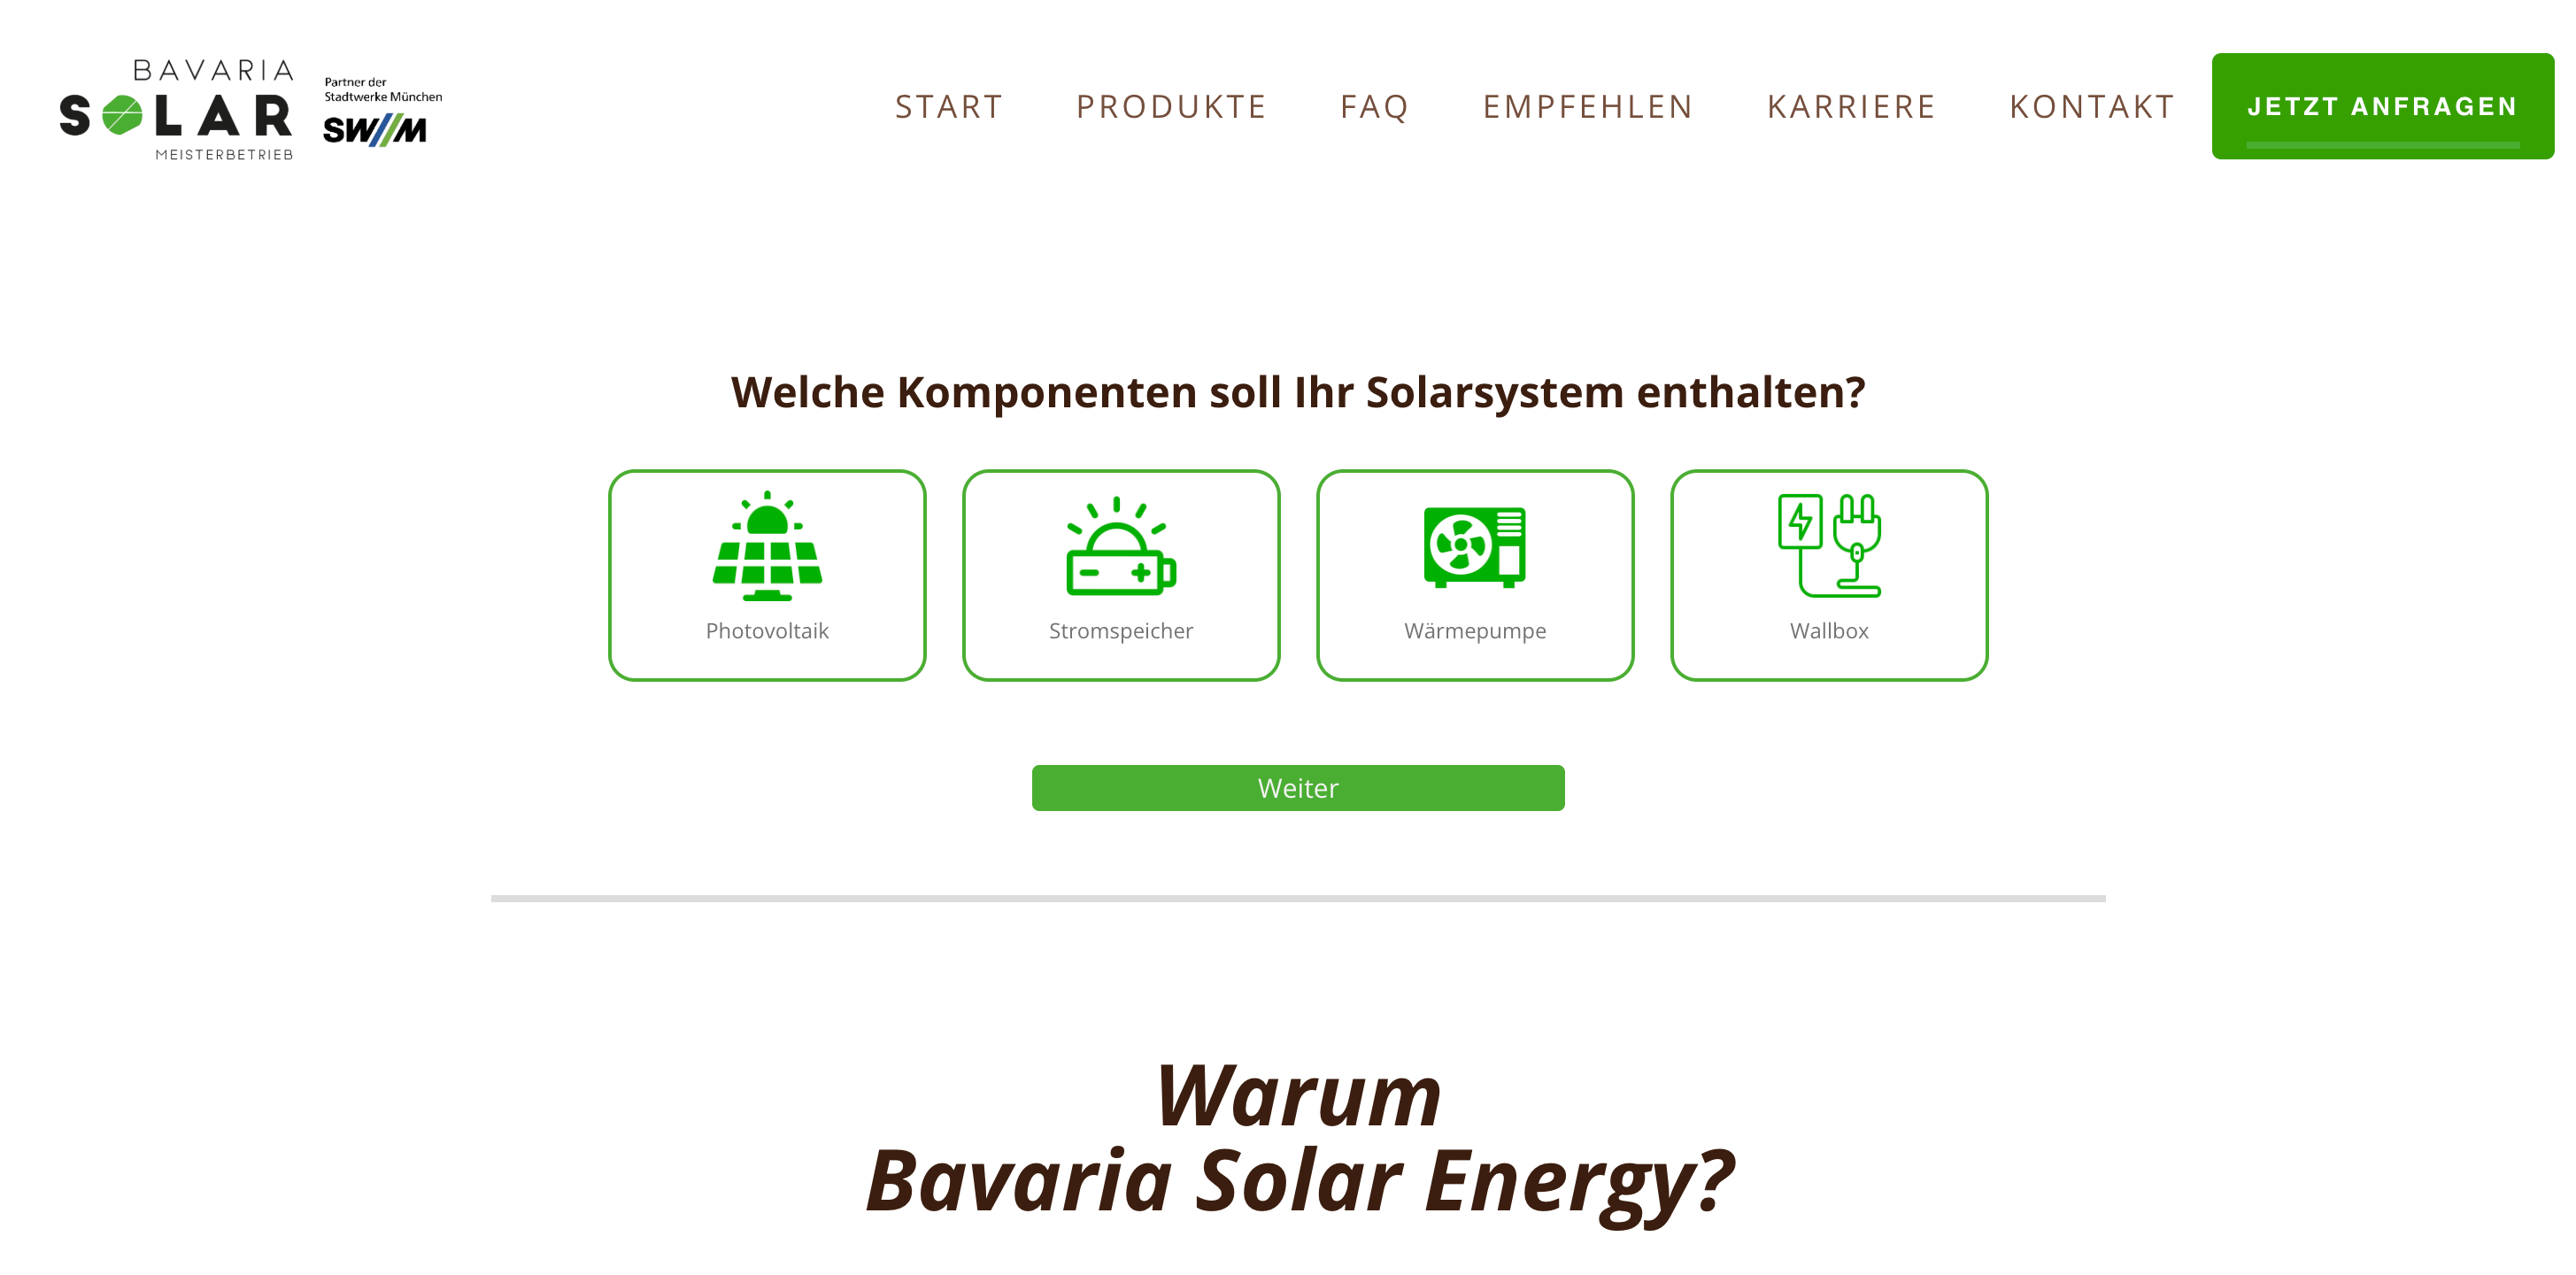 BAVARIA
SOLAR
MEISTERBETRIEB
Partner der
Stadtwerke München
SWM
START PRODUKTE FAQ EMPFEHLEN KARRIERE KONTAKT JETZT ANFRAGEN
Welche Komponenten soll Ihr Solarsystem enthalten?
Photovoltaik Stromspeicher Wärmepumpe Wallbox
Weiter
Warum
Bavaria Solar Energy?